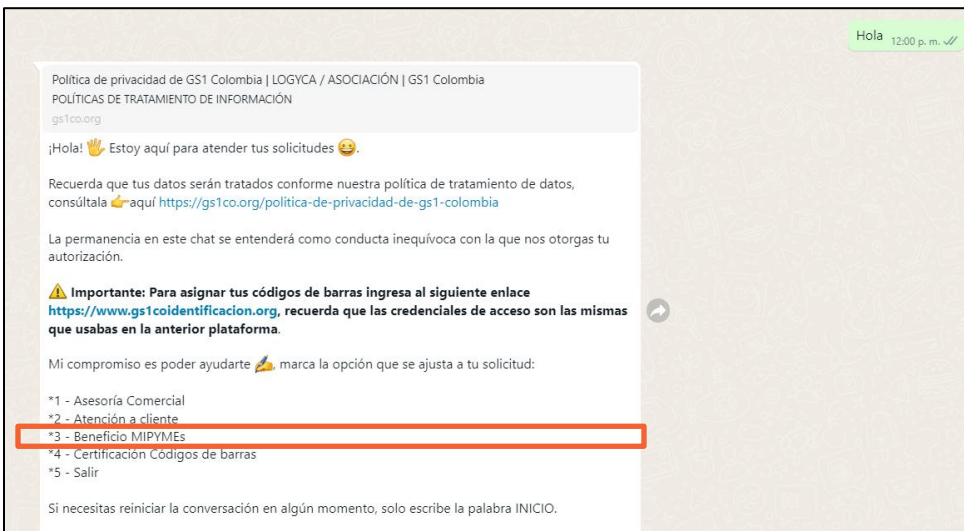 Hola 12:00 p. m.
Política de privacidad de GS1 Colombia | LOGYCA / ASOCIACIÓN | GS1 Colombia
POLÍTICAS DE TRATAMIENTO DE INFORMACIÓN
gs1co.org
¡Hola! 🖐 Estoy aquí para atender tus solicitudes 😀.
Recuerda que tus datos serán tratados conforme nuestra política de tratamiento de datos,
consúltala 👉aquí https://gs1co.org/politica-de-privacidad-de-gs1-colombia
La permanencia en este chat se entenderá como conducta inequívoca con la que nos otorgas tu
autorización.
⚠ Importante: Para asignar tus códigos de barras ingresa al siguiente enlace
https://www.gs1coidentificacion.org, recuerda que las credenciales de acceso son las mismas
que usabas en la anterior plataforma.
Mi compromiso es poder ayudarte ✍, marca la opción que se ajusta a tu solicitud:
*1 - Asesoría Comercial
*2 - Atención a cliente
*3 - Beneficio MIPYMEs
*4 - Certificación Códigos de barras
*5 - Salir
Si necesitas reiniciar la conversación en algún momento, solo escribe la palabra INICIO.